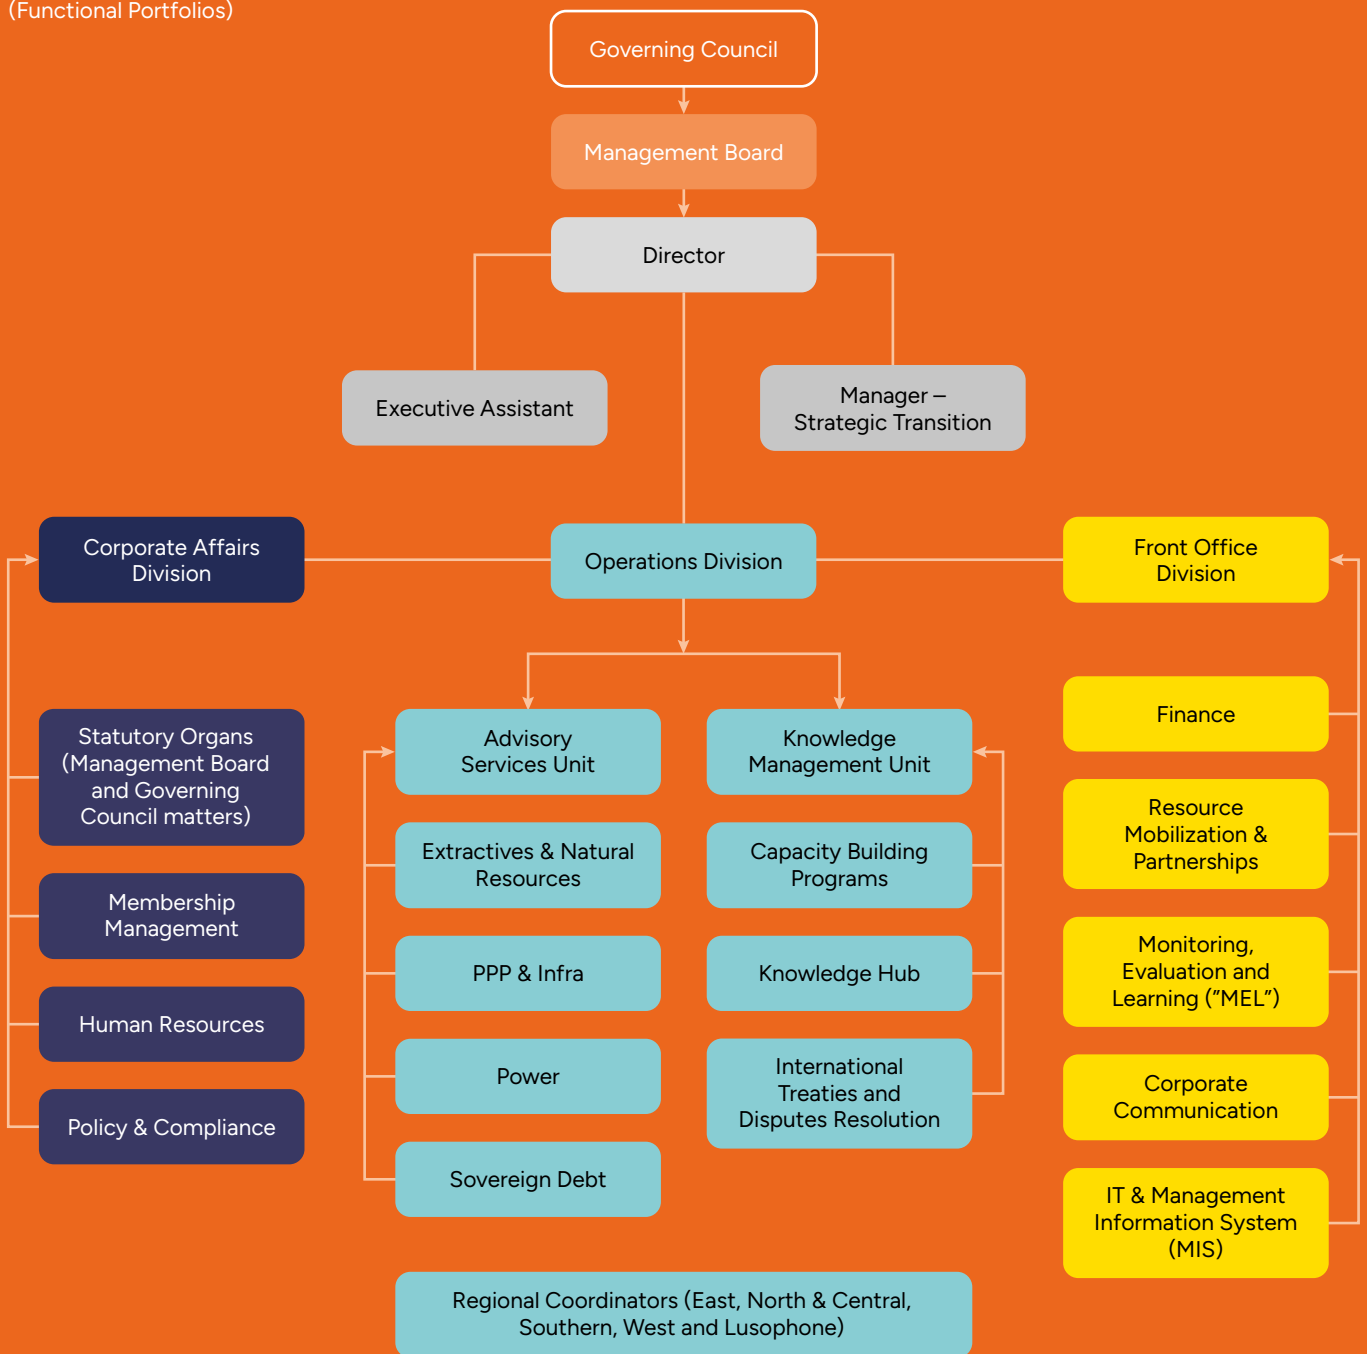 (Functional Portfolios)
Governing Council
Management Board
Director
Executive Assistant
Manager –
Strategic Transition
Corporate Affairs
Division
Operations Division
Front Office
Division
Statutory Organs
(Management Board
and Governing
Council matters)
Membership
Management
Human Resources
Policy & Compliance
Advisory
Services Unit
Extractives & Natural
Resources
PPP & Infra
Power
Sovereign Debt
Knowledge
Management Unit
Capacity Building
Programs
Knowledge Hub
International
Treaties and
Disputes Resolution
Finance
Resource
Mobilization &
Partnerships
Monitoring,
Evaluation and
Learning (”MEL”)
Corporate
Communication
IT & Management
Information System
(MIS)
Regional Coordinators (East, North & Central,
Southern, West and Lusophone)